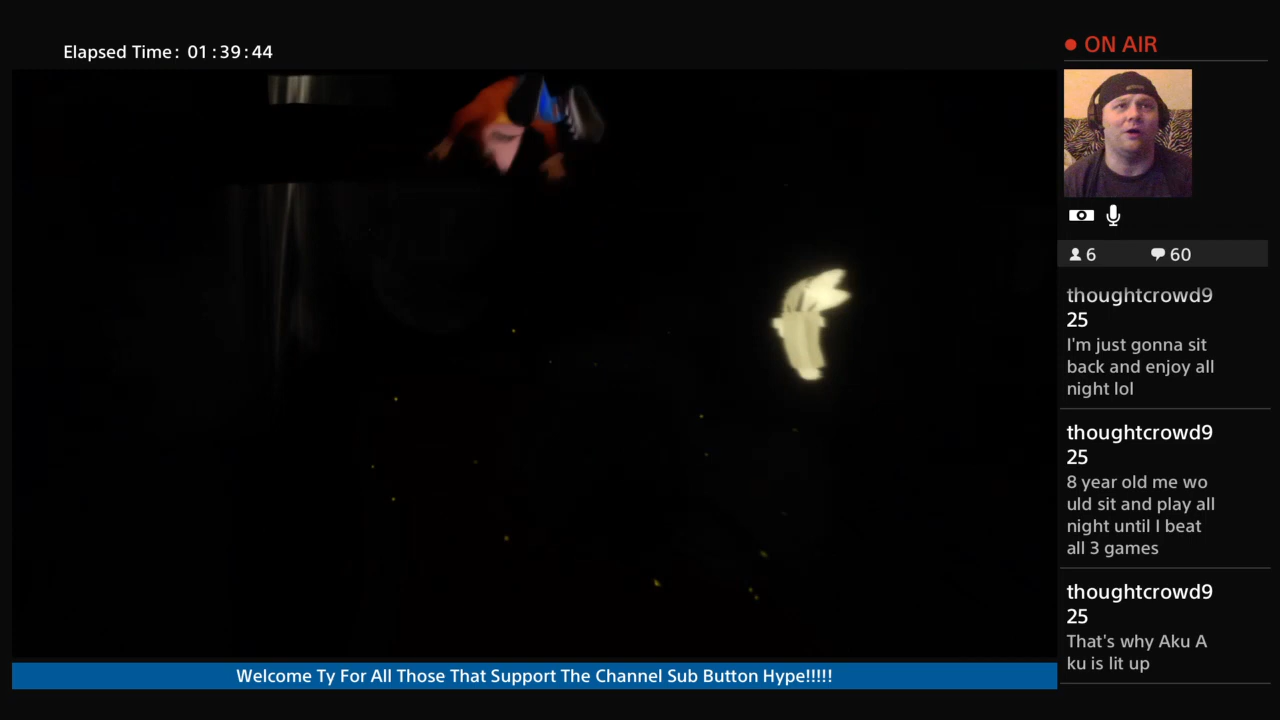 Elapsed Time: 01:39:44
ON AIR
6 60
thoughtcrowd9
25
I'm just gonna sit
back and enjoy all
night lol
thoughtcrowd9
25
8 year old me wo
uld sit and play all
night until I beat
all 3 games
thoughtcrowd9
25
That's why Aku A
ku is lit up
Welcome Ty For All Those That Support The Channel Sub Button Hype!!!!!